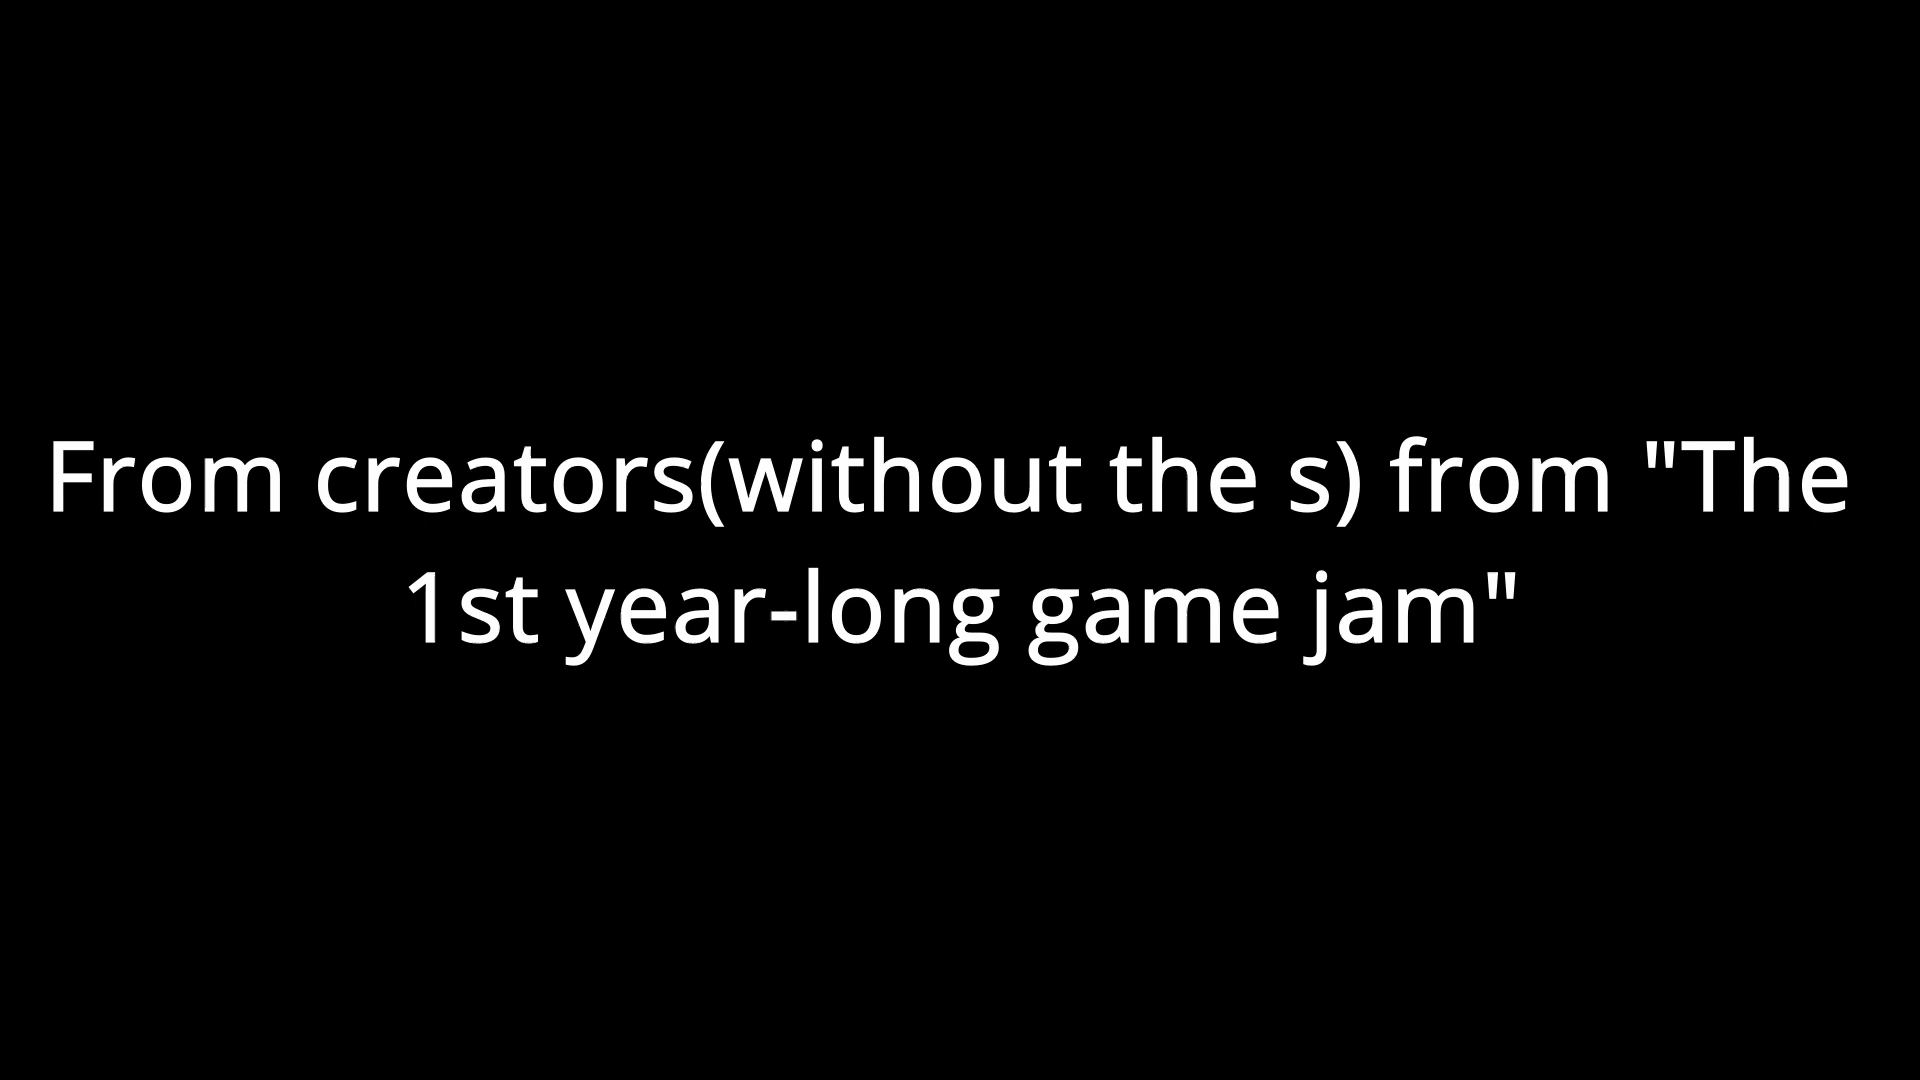 From creators(without the s) from "The
1st year-long game jam"